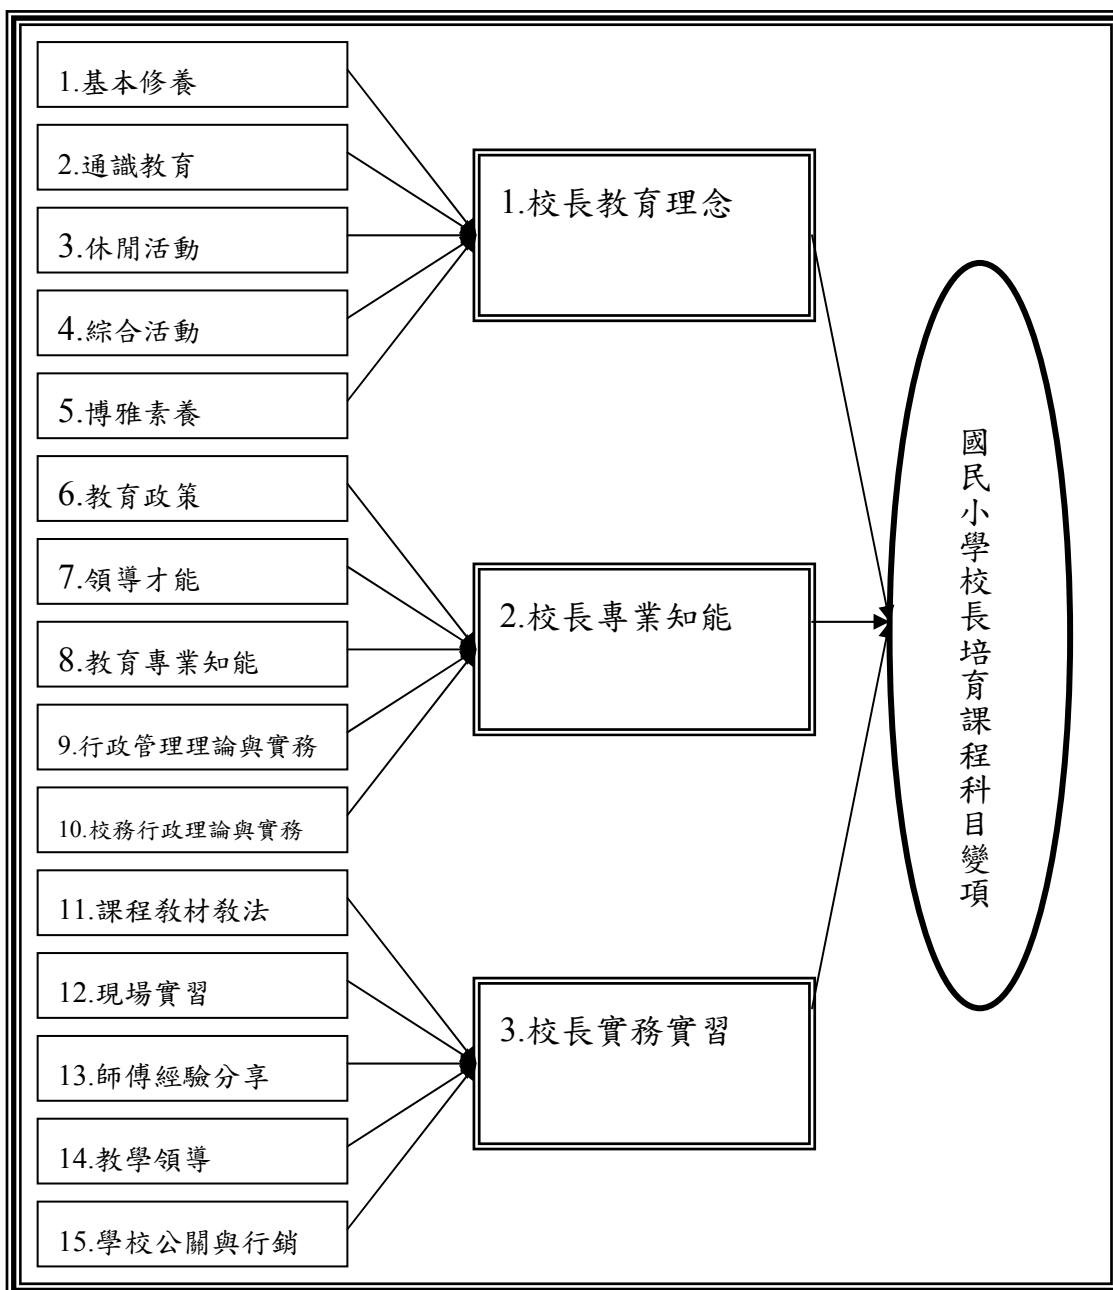 1.基本修養
2.通識教育
3.休閒活動
4.綜合活動
5.博雅素養
6.教育政策
7.領導才能
8.教育專業知能
9.行政管理理論與實務
10.校務行政理論與實務
11.課程教材教法
12.現場實習
13.師傅經驗分享
14.教學領導
15.學校公關與行銷
1.校長教育理念
2.校長專業知能
3.校長實務實習
國民小學校長培育課程科目變項